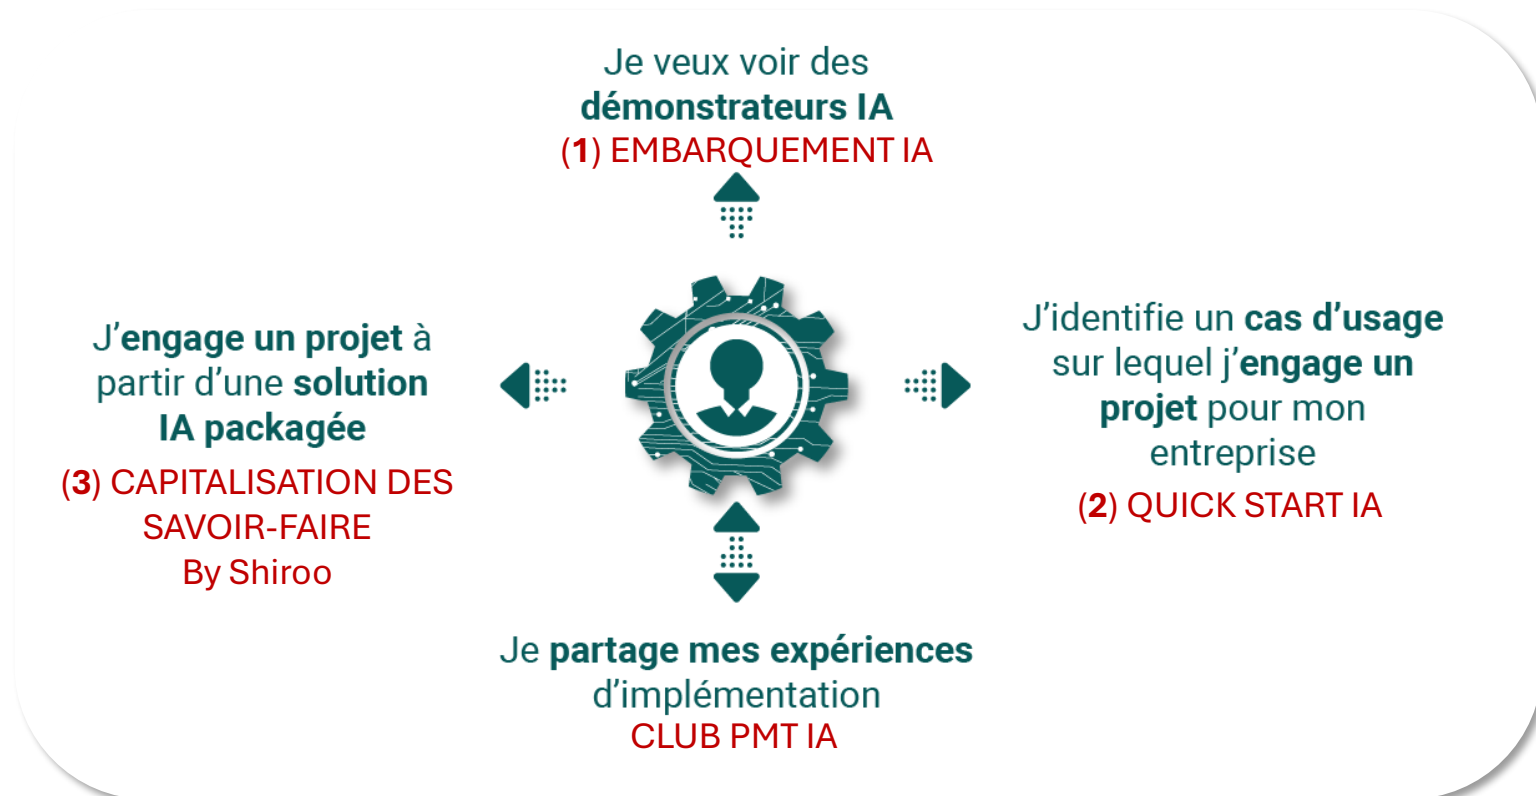 Je veux voir des
démonstrateurs IA
(1) EMBARQUEMENT IA
J'engage un projet à
partir d'une solution
IA packagée
(3) CAPITALISATION DES
SAVOIR-FAIRE
By Shiroo
J'identifie un cas d'usage
sur lequel j'engage un
projet pour mon
entreprise
(2) QUICK START IA
Je partage mes expériences
d'implémentation
CLUB PMT IA